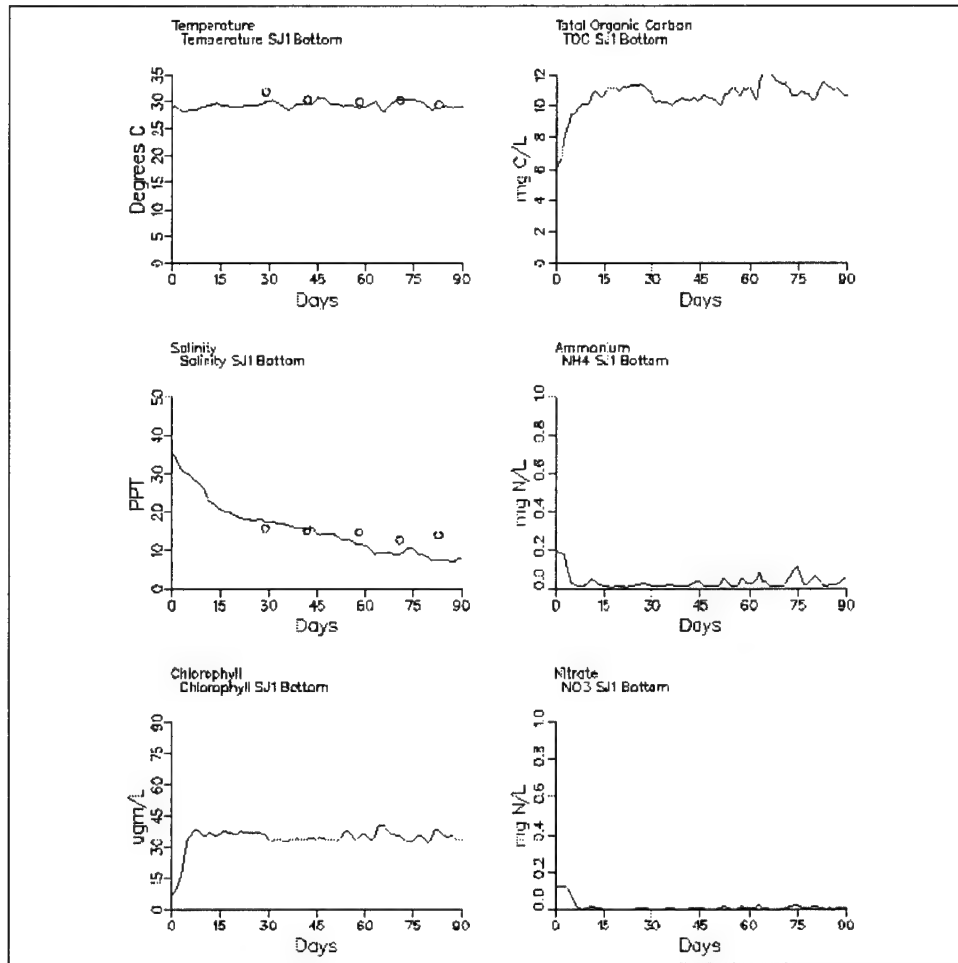 Temperature
Temperature SJ1 Bottom
Degrees C
0 5 10 15 20 25 30 35
0 15 30 45 60 75 90
Days
Total Organic Carbon
TOC SJ1 Bottom
mg C/L
0 2 4 6 8 10 12
0 15 30 45 60 75 90
Days
Salinity
Salinity SJ1 Bottom
PPT
0 10 20 30 40 50
0 15 30 45 60 75 90
Days
Ammonium
NH4 SJ1 Bottom
mg N/L
0.0 0.2 0.4 0.6 0.8 1.0
0 15 30 45 60 75 90
Days
Chlorophyll
Chlorophyll SJ1 Bottom
ugm/L
0 15 30 45 60 75 90
0 15 30 45 60 75 90
Days
Nitrate
NO3 SJ1 Bottom
mg N/L
0.0 0.2 0.4 0.6 0.8 1.0
0 15 30 45 60 75 90
Days